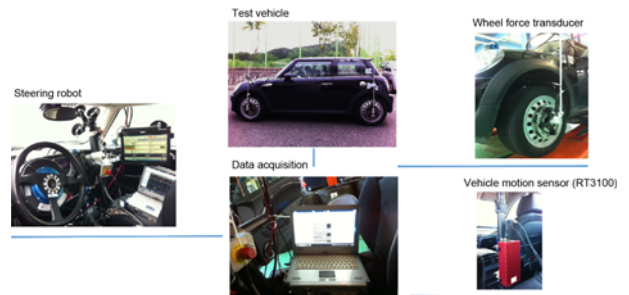 Test vehicle
Wheel force transducer
Steering robot
Data acquisition
Vehicle motion sensor (RT3100)